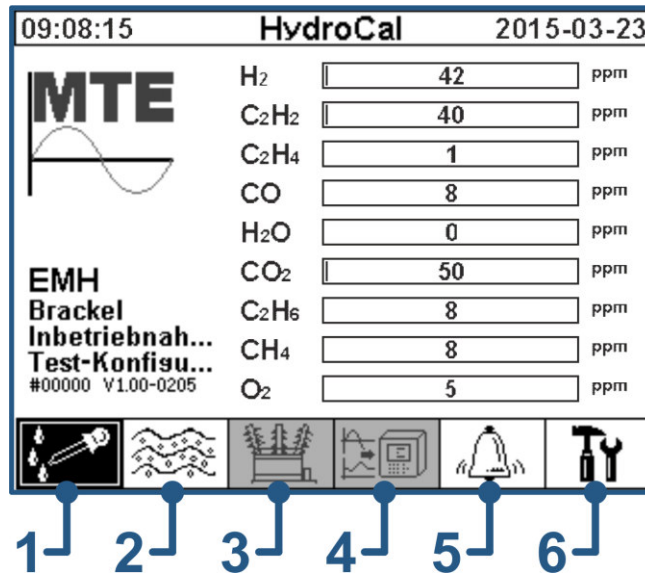 09:08:15 HydroCal 2015-03-23
MTE
H₂ 42 ppm
C₂H₂ 40 ppm
C₂H₄ 1 ppm
CO 8 ppm
H₂O 0 ppm
CO₂ 50 ppm
C₂H₆ 8 ppm
CH₄ 8 ppm
O₂ 5 ppm
EMH
Brackel
Inbetriebnah...
Test-Konfigu...
#00000 V1.00-0205
1 2 3 4 5 6